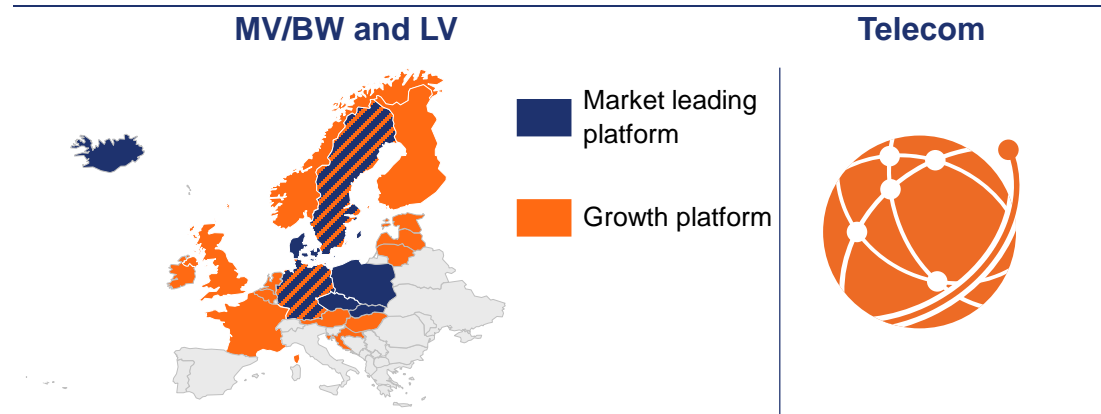 MV/BW and LV
Telecom
Market leading
platform
Growth platform